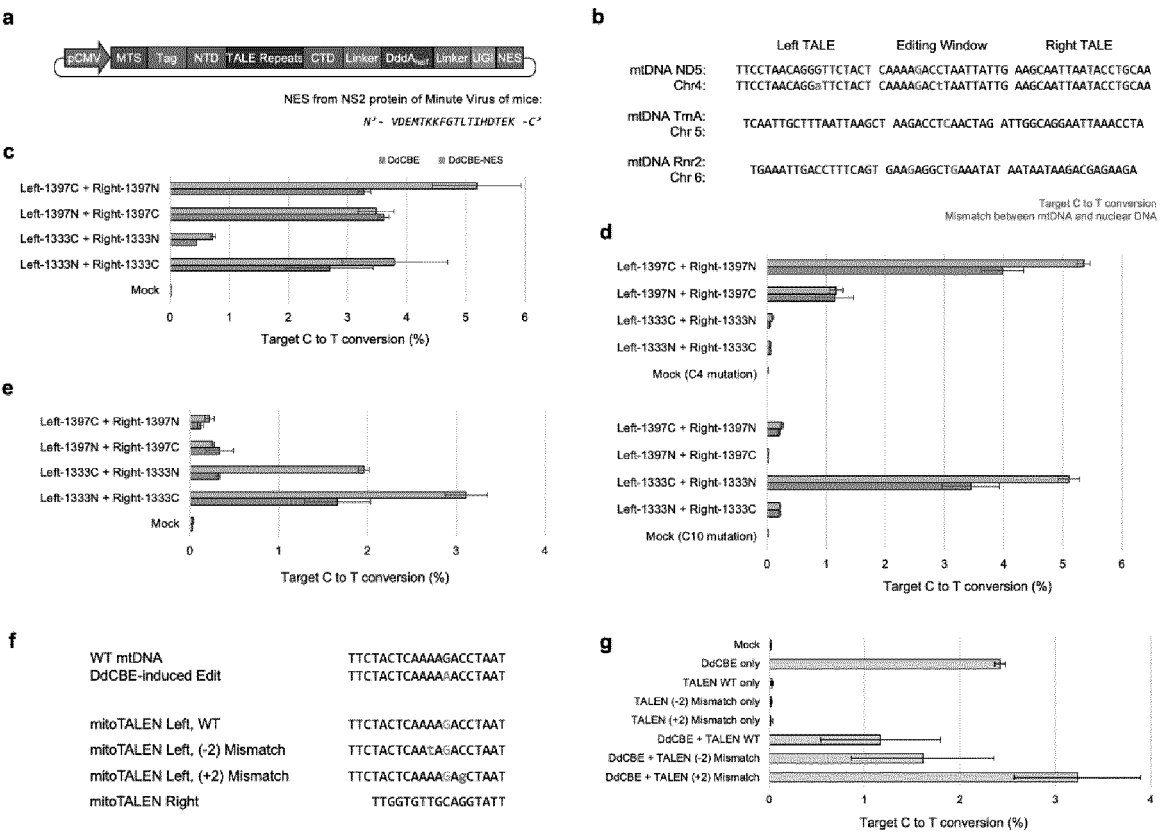 a
pCMV MTS Tag NTD TALE Repeats CTD Linker DddA Linker UGI NES
NES from NS2 protein of Minute Virus of mice:
N'- VDEMTKKFGTLTIHDTEK -C'
b
Left TALE Editing Window Right TALE
mtDNA ND5: TTCCTAACAGGGTTCTACT CAAAAGACCTAATTATTG AAGCAATTAATACCTGCAA
Chr4: TTCCTAACAGGaTTCTACT CAAAAGACtTAATTATTG AAGCAATTAATACCTGCAA
mtDNA TrnA: TCAATTGCTTTAATTAAGCT AAGACCTCAACTAG ATTGGCAGGAATTAAACCTA
Chr 5:
mtDNA Rnr2: TGAAATTGACCTTTCAGT GAAGAGGCTGAAATAT AATAATAAGACGAGAAGA
Chr 6:
Target C to T conversion
Mismatch between mtDNA and nuclear DNA
c
DdCBE DdCBE-NES
Left-1397C + Right-1397N
Left-1397N + Right-1397C
Left-1333C + Right-1333N
Left-1333N + Right-1333C
Mock
0 1 2 3 4 5 6
Target C to T conversion (%)
d
Left-1397C + Right-1397N
Left-1397N + Right-1397C
Left-1333C + Right-1333N
Left-1333N + Right-1333C
Mock (C4 mutation)
Left-1397C + Right-1397N
Left-1397N + Right-1397C
Left-1333C + Right-1333N
Left-1333N + Right-1333C
Mock (C10 mutation)
0 1 2 3 4 5 6
Target C to T conversion (%)
e
Left-1397C + Right-1397N
Left-1397N + Right-1397C
Left-1333C + Right-1333N
Left-1333N + Right-1333C
Mock
0 1 2 3 4
Target C to T conversion (%)
f
WT mtDNA TTCTACTCAAAAGACCTAAT
DdCBE-induced Edit TTCTACTCAAAAAACCTAAT
mitoTALEN Left, WT TTCTACTCAAAAGACCTAAT
mitoTALEN Left, (-2) Mismatch TTCTACTCAAtAGACCTAAT
mitoTALEN Left, (+2) Mismatch TTCTACTCAAAAGAgCTAAT
mitoTALEN Right TTGGTGTTGCAGGTATT
g
Mock
DdCBE only
TALEN WT only
TALEN (-2) Mismatch only
TALEN (+2) Mismatch only
DdCBE + TALEN WT
DdCBE + TALEN (-2) Mismatch
DdCBE + TALEN (+2) Mismatch
0 1 2 3 4
Target C to T conversion (%)